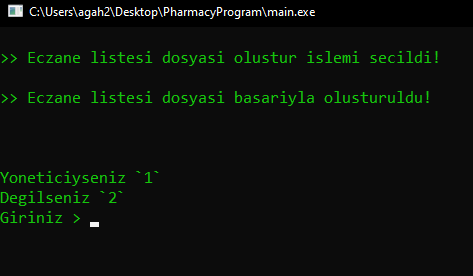 C:\Users\agah2\Desktop\PharmacyProgram\main.exe
>> Eczane listesi dosyasi olustur islemi secildi!
>> Eczane listesi dosyasi basariyla olusturuldu!
Yoneticiyseniz `1`
Degilseniz `2`
Giriniz >